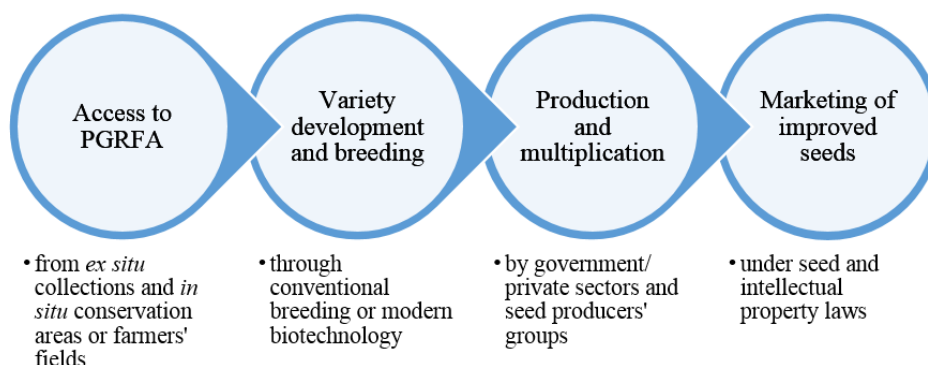 Access to
PGRFA
Variety
development
and breeding
Production
and
multiplication
Marketing of
improved
seeds
• from ex situ
collections and in
situ conservation
areas or farmers'
fields
• through
conventional
breeding or modern
biotechnology
• by government/
private sectors and
seed producers'
groups
• under seed and
intellectual
property laws